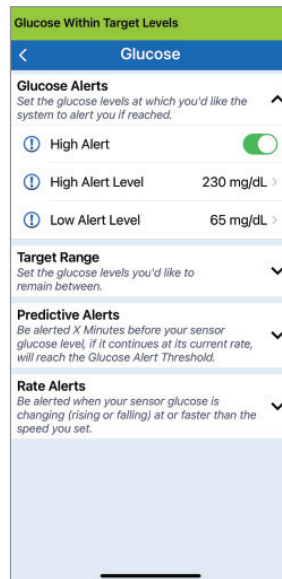 Glucose Within Target Levels
Glucose
Glucose Alerts
Set the glucose levels at which you'd like the
system to alert you if reached.
High Alert
High Alert Level 230 mg/dL
Low Alert Level 65 mg/dL
Target Range
Set the glucose levels you'd like to
remain between.
Predictive Alerts
Be alerted X Minutes before your sensor
glucose level, if it continues at its current rate,
will reach the Glucose Alert Threshold.
Rate Alerts
Be alerted when your sensor glucose is
changing (rising or falling) at or faster than the
speed you set.